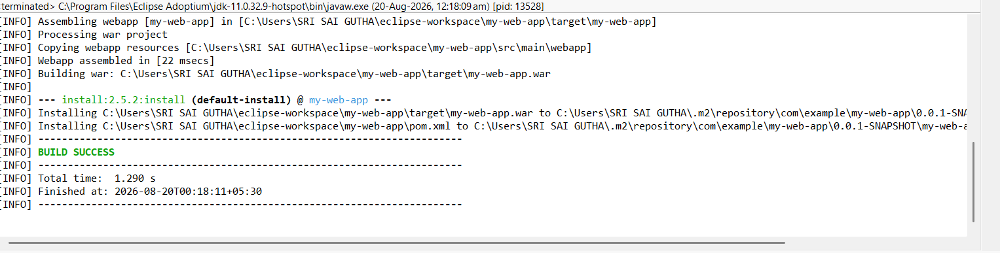 <terminated> C:\Program Files\Eclipse Adoptium\jdk-11.0.32.9-hotspot\bin\javaw.exe (20-Aug-2026, 12:18:09 am) [pid: 13528]
[INFO] Assembling webapp [my-web-app] in [C:\Users\SRI SAI GUTHA\eclipse-workspace\my-web-app\target\my-web-app]
[INFO] Processing war project
[INFO] Copying webapp resources [C:\Users\SRI SAI GUTHA\eclipse-workspace\my-web-app\src\main\webapp]
[INFO] Webapp assembled in [22 msecs]
[INFO] Building war: C:\Users\SRI SAI GUTHA\eclipse-workspace\my-web-app\target\my-web-app.war
[INFO]
[INFO] --- install:2.5.2:install (default-install) @ my-web-app ---
[INFO] Installing C:\Users\SRI SAI GUTHA\eclipse-workspace\my-web-app\target\my-web-app.war to C:\Users\SRI SAI GUTHA\.m2\repository\com\example\my-web-app\0.0.1-SNA
[INFO] Installing C:\Users\SRI SAI GUTHA\eclipse-workspace\my-web-app\pom.xml to C:\Users\SRI SAI GUTHA\.m2\repository\com\example\my-web-app\0.0.1-SNAPSHOT\my-web-a
[INFO] ------------------------------------------------------------------------
[INFO] BUILD SUCCESS
[INFO] ------------------------------------------------------------------------
[INFO] Total time:  1.290 s
[INFO] Finished at: 2026-08-20T00:18:11+05:30
[INFO] ------------------------------------------------------------------------